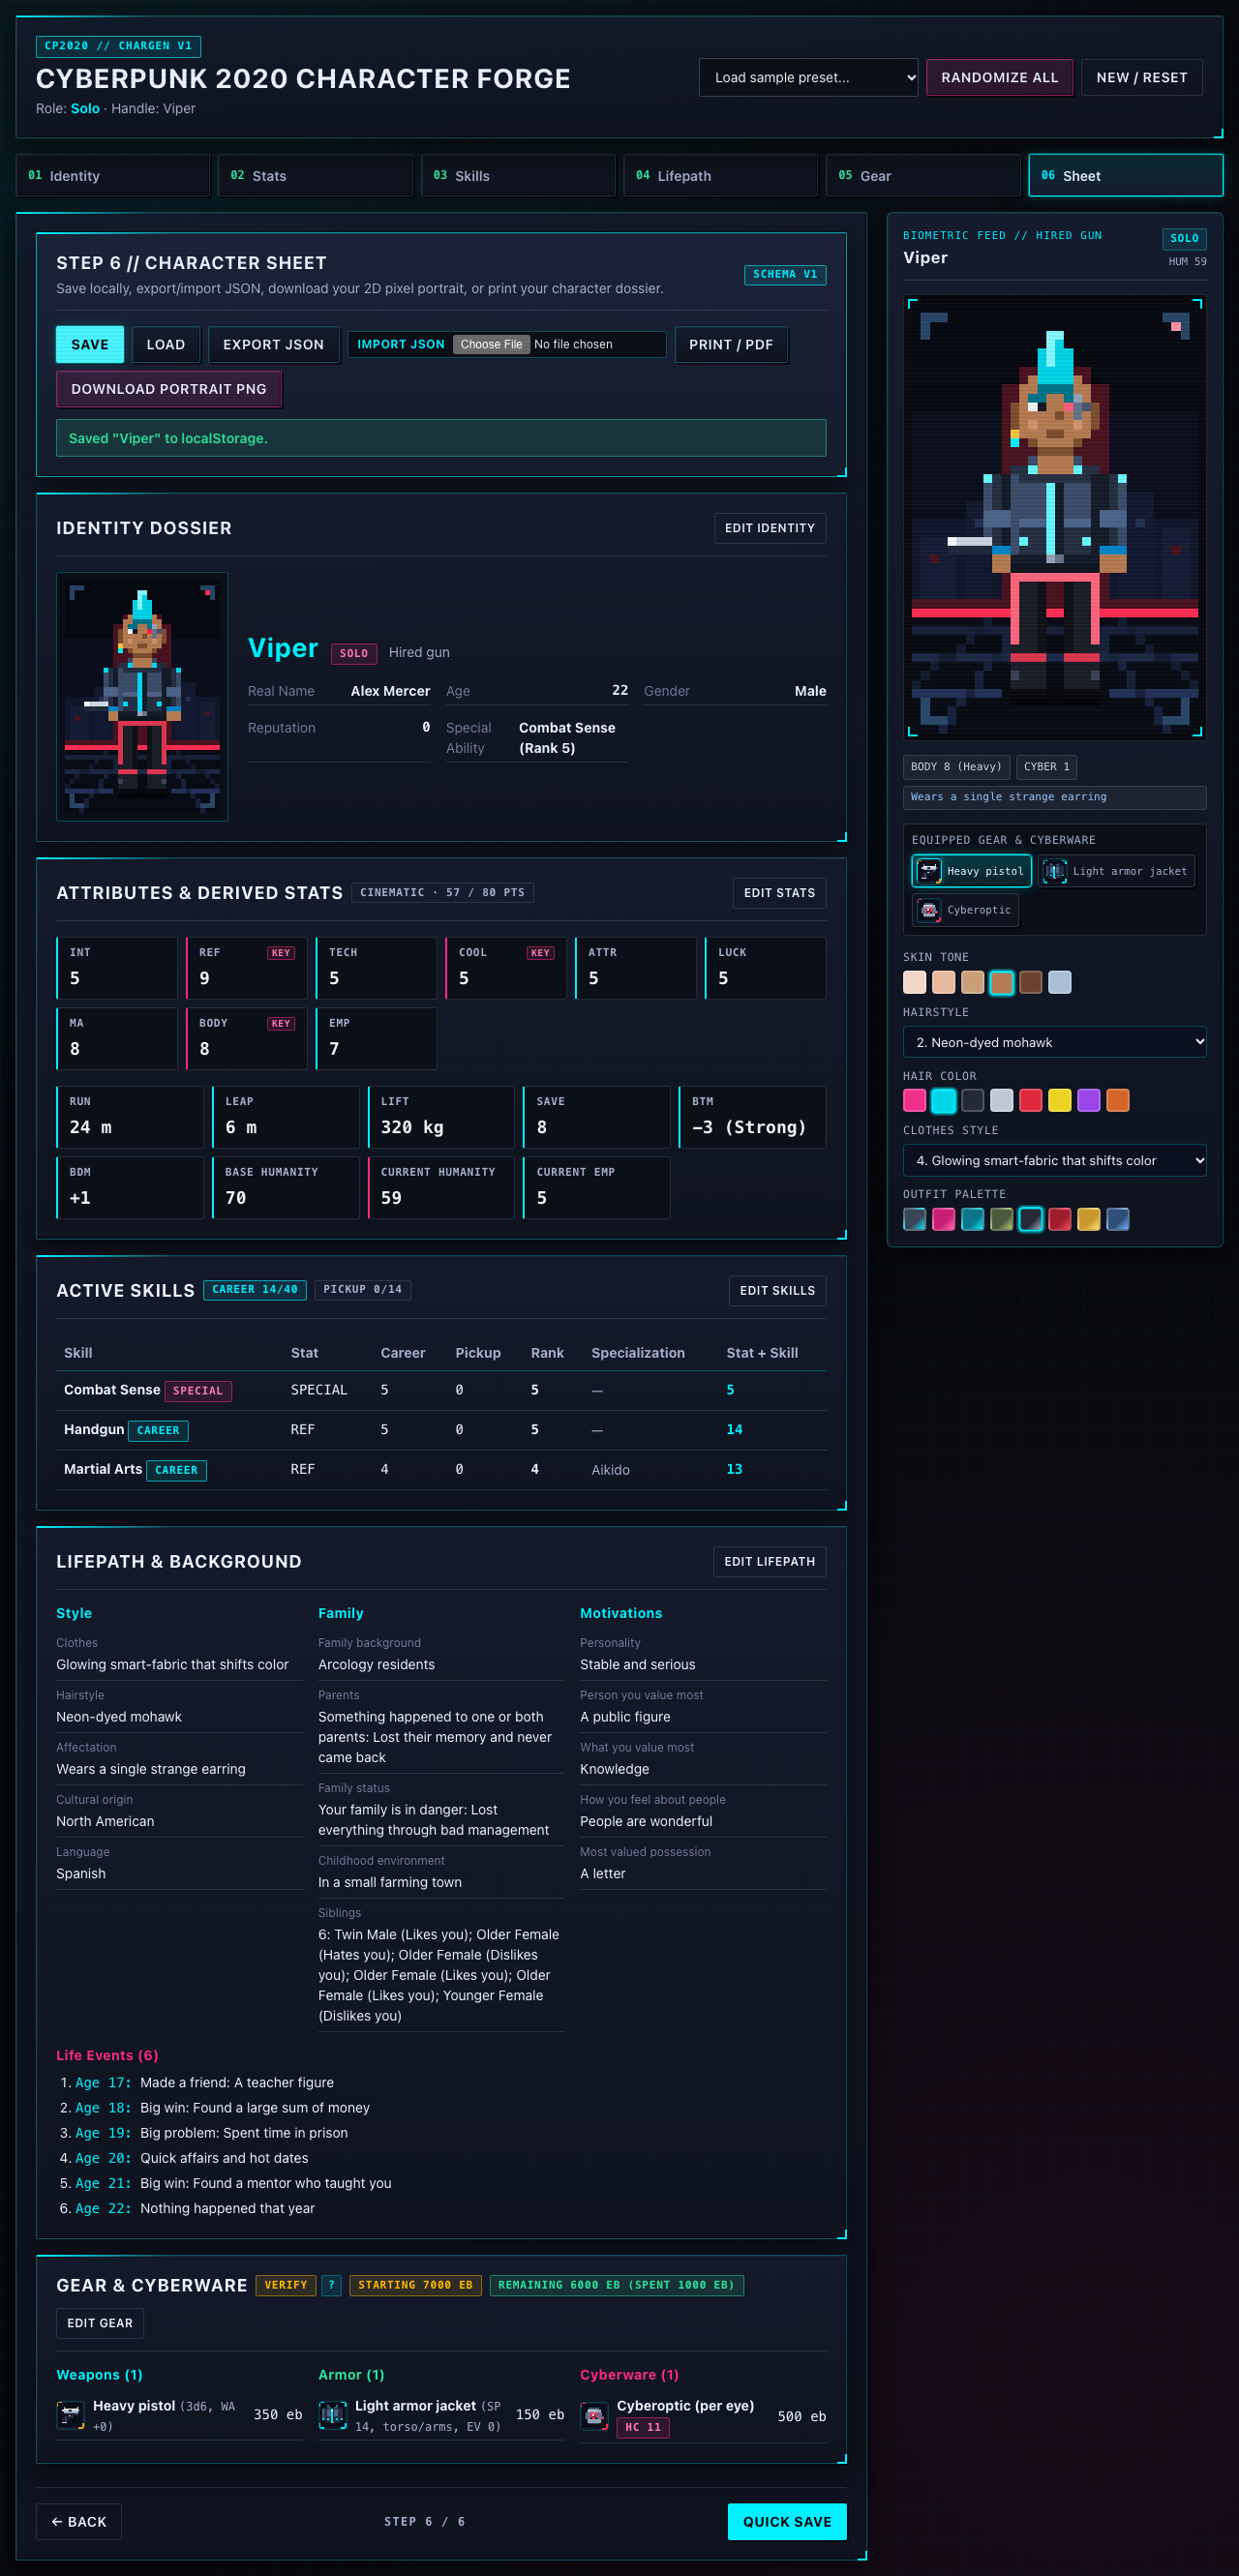 CP2020 // CHARGEN V1
CYBERPUNK 2020 CHARACTER FORGE
Role: Solo · Handle: Viper
Load sample preset...
RANDOMIZE ALL
NEW / RESET
01 Identity
02 Stats
03 Skills
04 Lifepath
05 Gear
06 Sheet
STEP 6 // CHARACTER SHEET
Save locally, export/import JSON, download your 2D pixel portrait, or print your character dossier.
SCHEMA V1
SAVE
LOAD
EXPORT JSON
IMPORT JSON Choose File No file chosen
PRINT / PDF
DOWNLOAD PORTRAIT PNG
Saved "Viper" to localStorage.
IDENTITY DOSSIER
EDIT IDENTITY
Viper SOLO Hired gun
Real Name Alex Mercer
Age 22
Gender Male
Reputation 0
Special Ability Combat Sense (Rank 5)
ATTRIBUTES & DERIVED STATS CINEMATIC · 57 / 80 PTS
EDIT STATS
INT
5
REF KEY
9
TECH
5
COOL KEY
5
ATTR
5
LUCK
5
MA
8
BODY KEY
8
EMP
7
RUN
24 m
LEAP
6 m
LIFT
320 kg
SAVE
8
BTM
−3 (Strong)
BDM
+1
BASE HUMANITY
70
CURRENT HUMANITY
59
CURRENT EMP
5
ACTIVE SKILLS CAREER 14/40 PICKUP 0/14
EDIT SKILLS
Skill Stat Career Pickup Rank Specialization Stat + Skill
Combat Sense SPECIAL SPECIAL 5 0 5 — 5
Handgun CAREER REF 5 0 5 — 14
Martial Arts CAREER REF 4 0 4 Aikido 13
LIFEPATH & BACKGROUND
EDIT LIFEPATH
Style
Clothes
Glowing smart-fabric that shifts color
Hairstyle
Neon-dyed mohawk
Affectation
Wears a single strange earring
Cultural origin
North American
Language
Spanish
Family
Family background
Arcology residents
Parents
Something happened to one or both
parents: Lost their memory and never
came back
Family status
Your family is in danger: Lost
everything through bad management
Childhood environment
In a small farming town
Siblings
6: Twin Male (Likes you); Older Female
(Hates you); Older Female (Dislikes
you); Older Female (Likes you); Older
Female (Likes you); Younger Female
(Dislikes you)
Motivations
Personality
Stable and serious
Person you value most
A public figure
What you value most
Knowledge
How you feel about people
People are wonderful
Most valued possession
A letter
Life Events (6)
1. Age 17: Made a friend: A teacher figure
2. Age 18: Big win: Found a large sum of money
3. Age 19: Big problem: Spent time in prison
4. Age 20: Quick affairs and hot dates
5. Age 21: Big win: Found a mentor who taught you
6. Age 22: Nothing happened that year
GEAR & CYBERWARE VERIFY ? STARTING 7000 EB REMAINING 6000 EB (SPENT 1000 EB)
EDIT GEAR
Weapons (1)
Heavy pistol (3d6, WA
+0)
350 eb
Armor (1)
Light armor jacket (SP
14, torso/arms, EV 0)
150 eb
Cyberware (1)
Cyberoptic (per eye)
HC 11
500 eb
← BACK
STEP 6 / 6
QUICK SAVE
BIOMETRIC FEED // HIRED GUN
Viper
SOLO
HUM 59
BODY 8 (Heavy)
CYBER 1
Wears a single strange earring
EQUIPPED GEAR & CYBERWARE
Heavy pistol
Light armor jacket
Cyberoptic
SKIN TONE
HAIRSTYLE
2. Neon-dyed mohawk
HAIR COLOR
CLOTHES STYLE
4. Glowing smart-fabric that shifts color
OUTFIT PALETTE